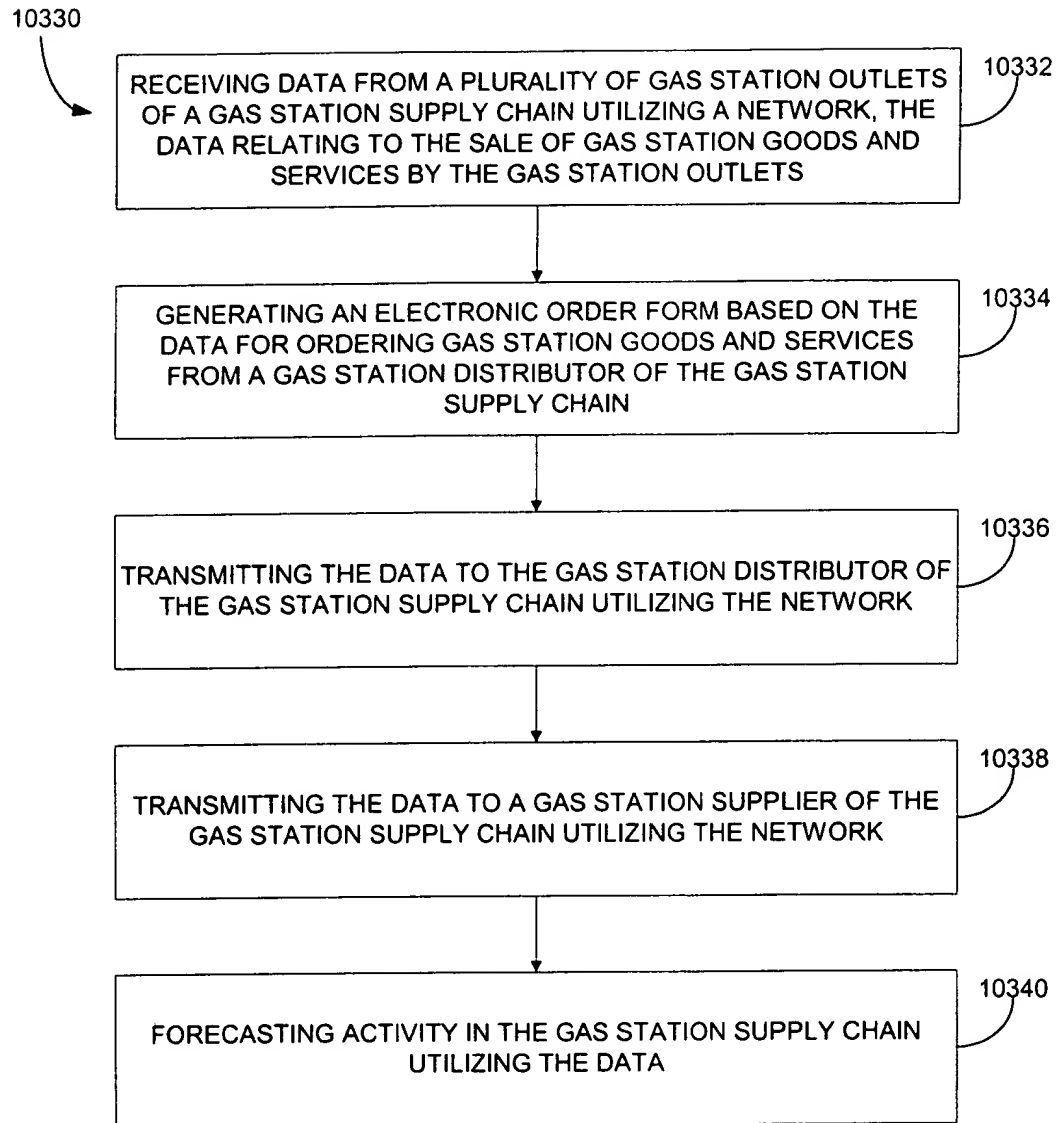 10330
RECEIVING DATA FROM A PLURALITY OF GAS STATION OUTLETS
OF A GAS STATION SUPPLY CHAIN UTILIZING A NETWORK, THE
DATA RELATING TO THE SALE OF GAS STATION GOODS AND
SERVICES BY THE GAS STATION OUTLETS
10332
GENERATING AN ELECTRONIC ORDER FORM BASED ON THE
DATA FOR ORDERING GAS STATION GOODS AND SERVICES
FROM A GAS STATION DISTRIBUTOR OF THE GAS STATION
SUPPLY CHAIN
10334
TRANSMITTING THE DATA TO THE GAS STATION DISTRIBUTOR OF
THE GAS STATION SUPPLY CHAIN UTILIZING THE NETWORK
10336
TRANSMITTING THE DATA TO A GAS STATION SUPPLIER OF THE
GAS STATION SUPPLY CHAIN UTILIZING THE NETWORK
10338
FORECASTING ACTIVITY IN THE GAS STATION SUPPLY CHAIN
UTILIZING THE DATA
10340